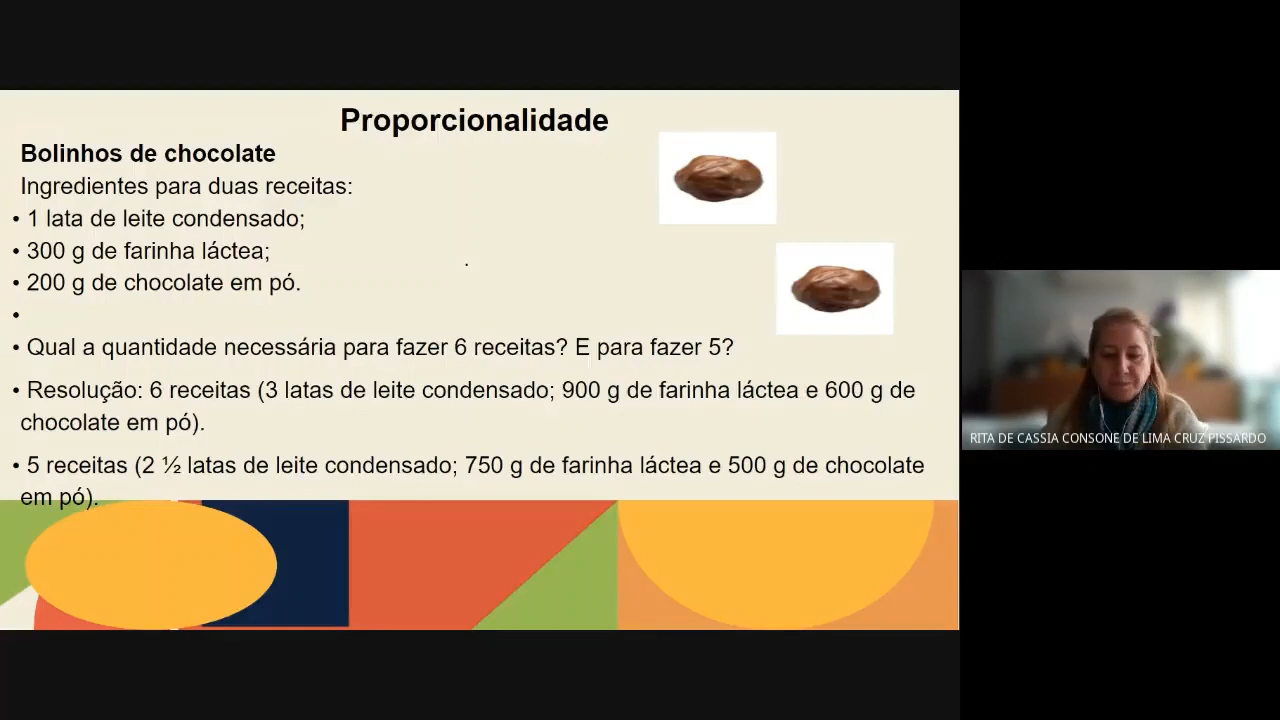 Proporcionalidade
Bolinhos de chocolate
Ingredientes para duas receitas:
• 1 lata de leite condensado;
• 300 g de farinha láctea;
• 200 g de chocolate em pó.
•
• Qual a quantidade necessária para fazer 6 receitas? E para fazer 5?
• Resolução: 6 receitas (3 latas de leite condensado; 900 g de farinha láctea e 600 g de
chocolate em pó).
• 5 receitas (2 ½ latas de leite condensado; 750 g de farinha láctea e 500 g de chocolate
em pó).
RITA DE CASSIA CONSONE DE LIMA CRUZ PISSARDO